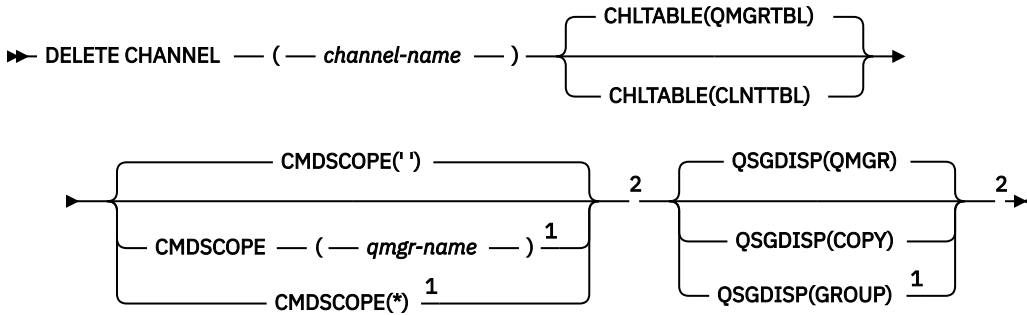 CHLTABLE(QMGRTBL)
DELETE CHANNEL ( channel-name )
CHLTABLE(CLNTTBL)
CMDSCOPE(' ') 2 QSGDISP(QMGR) 2
CMDSCOPE ( qmgr-name ) 1 QSGDISP(COPY)
CMDSCOPE(*) 1 QSGDISP(GROUP) 1